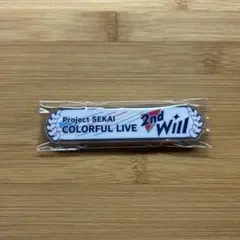 Project SEKAI
COLORFUL LIVE
2nd
Will